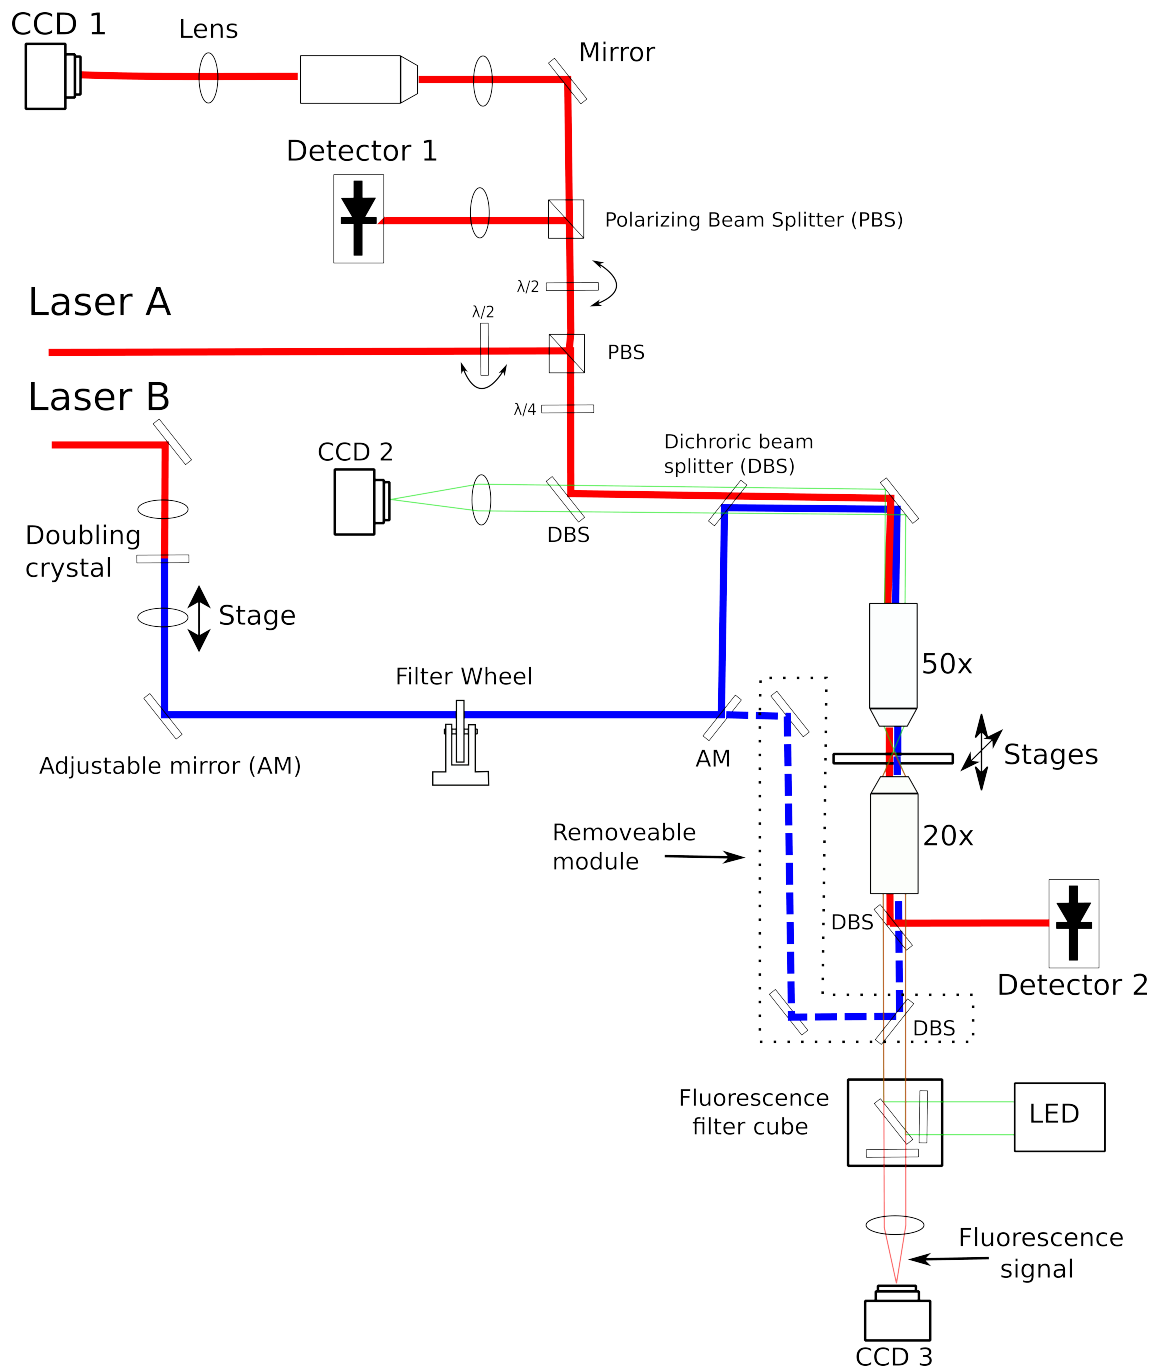 CCD 1
Lens
Mirror
Detector 1
Polarizing Beam Splitter (PBS)
λ/2
Laser A
λ/2
PBS
Laser B
λ/4
CCD 2
Dichroric beam
splitter (DBS)
DBS
Doubling
crystal
Stage
50x
Filter Wheel
Stages
AM
Adjustable mirror (AM)
Removeable
module
20x
DBS
Detector 2
DBS
Fluorescence
filter cube
LED
Fluorescence
signal
CCD 3